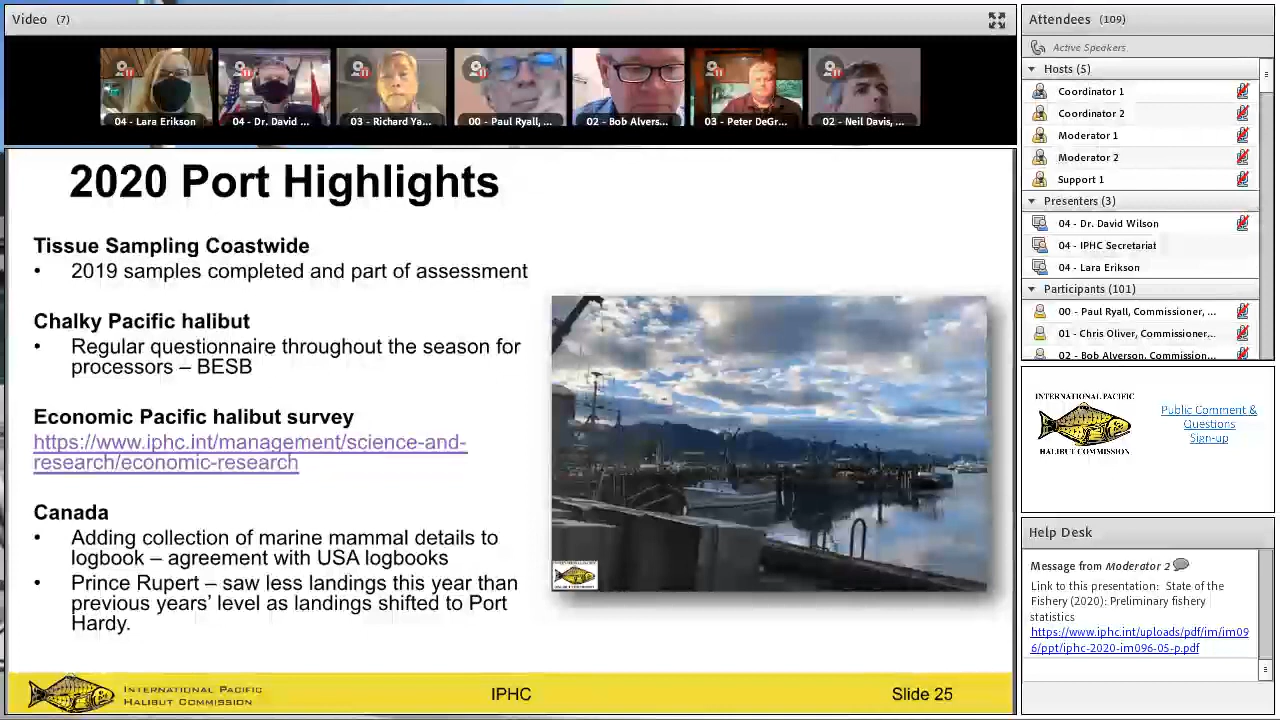 Video (7)
04 - Lara Erikson
04 - Dr. David ...
03 - Richard Ya...
00 - Paul Ryall, ...
02 - Bob Alvers...
03 - Peter DeGr...
02 - Neil Davis, ...
2020 Port Highlights
Tissue Sampling Coastwide
• 2019 samples completed and part of assessment
Chalky Pacific halibut
• Regular questionnaire throughout the season for
processors – BESB
Economic Pacific halibut survey
https://www.iphc.int/management/science-and-
research/economic-research
Canada
• Adding collection of marine mammal details to
logbook – agreement with USA logbooks
• Prince Rupert – saw less landings this year than
previous years' level as landings shifted to Port
Hardy.
INTERNATIONAL PACIFIC
HALIBUT COMMISSION
IPHC
Slide 25
Attendees (109)
Active Speakers
Hosts (5)
Coordinator 1
Coordinator 2
Moderator 1
Moderator 2
Support 1
Presenters (3)
04 - Dr. David Wilson
04 - IPHC Secretariat
04 - Lara Erikson
Participants (101)
00 - Paul Ryall, Commissioner, ...
01 - Chris Oliver, Commissioner...
02 - Bob Alverson, Commission...
INTERNATIONAL PACIFIC
HALIBUT COMMISSION
Public Comment &
Questions
Sign-up
Help Desk
Message from Moderator 2
Link to this presentation: State of the
Fishery (2020): Preliminary fishery
statistics
https://www.iphc.int/uploads/pdf/im/im09
6/ppt/iphc-2020-im096-05-p.pdf